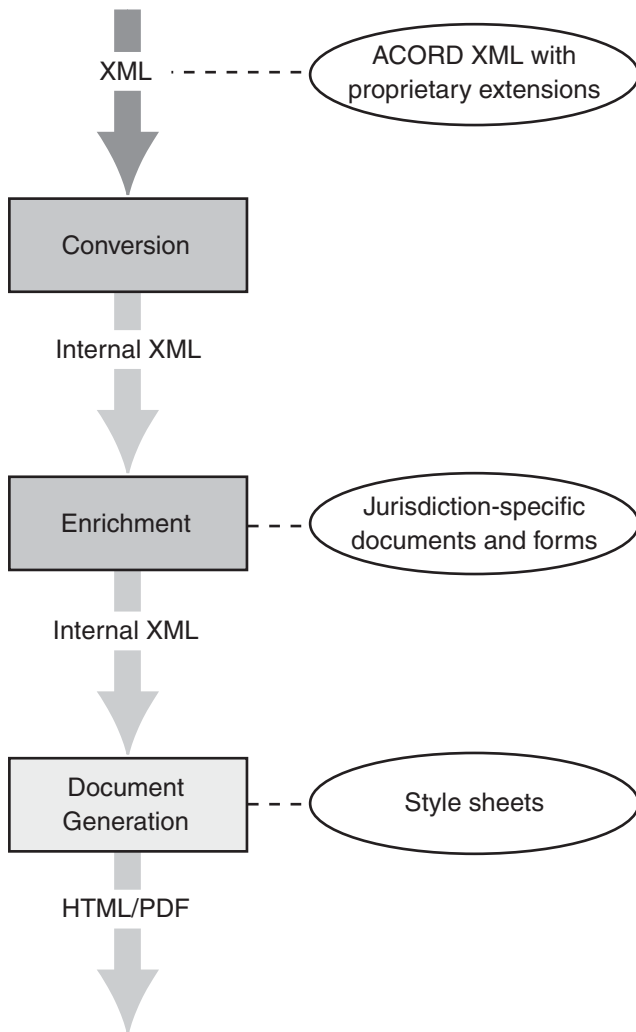 XML
ACORD XML with
proprietary extensions
Conversion
Internal XML
Enrichment
Jurisdiction-specific
documents and forms
Internal XML
Document
Generation
Style sheets
HTML/PDF